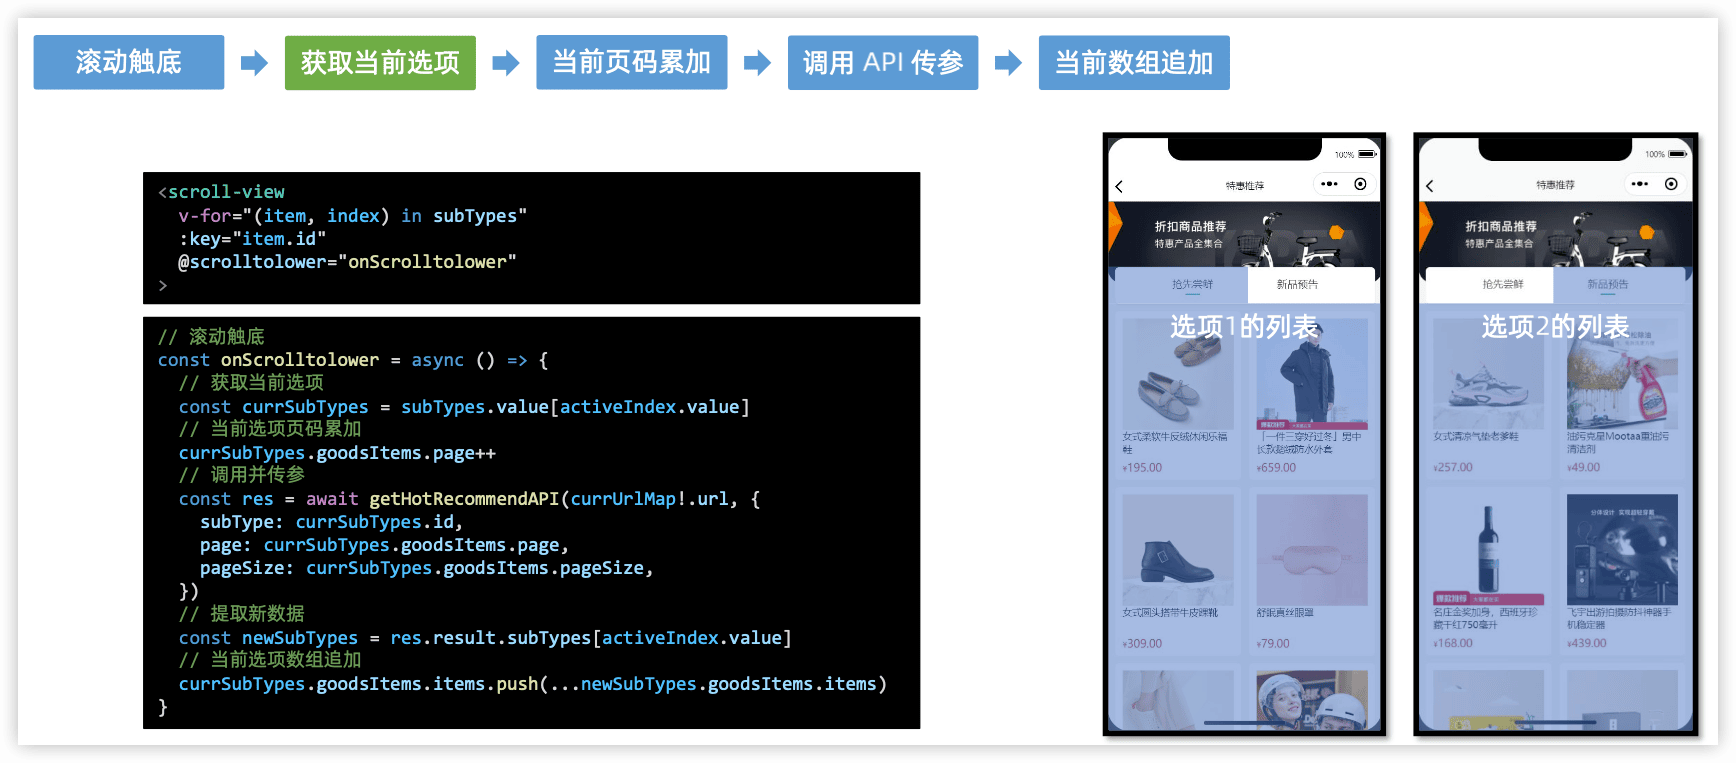 滚动触底
获取当前选项
当前页码累加
调用 API 传参
当前数组追加
<scroll-view
v-for="(item, index) in subTypes"
:key="item.id"
@scrolltolower="onScrolltolower"
>
// 滚动触底
const onScrolltolower = async () => {
// 获取当前选项
const currSubTypes = subTypes.value[activeIndex.value]
// 当前选项页码累加
currSubTypes.goodsItems.page++
// 调用并传参
const res = await getHotRecommendAPI(currUrlMap!.url, {
subType: currSubTypes.id,
page: currSubTypes.goodsItems.page,
pageSize: currSubTypes.goodsItems.pageSize,
})
// 提取新数据
const newSubTypes = res.result.subTypes[activeIndex.value]
// 当前选项数组追加
currSubTypes.goodsItems.items.push(...newSubTypes.goodsItems.items)
}
100%
特惠推荐
折扣商品推荐
特惠产品全集合
抢先尝鲜
新品预告
选项1的列表
女式柔软牛反绒休闲乐福
鞋
¥195.00
「一件三穿好过冬」男中
长款鹅绒防水外套
¥659.00
女式圆头搭带牛皮踝靴
¥309.00
舒眠真丝眼罩
¥79.00
100%
特惠推荐
折扣商品推荐
特惠产品全集合
抢先尝鲜
新品预告
选项2的列表
女式清凉气垫老爹鞋
¥257.00
油污克星Mootaa重油污
清洁剂
¥49.00
分体设计
爆款推荐
名庄金奖加身，西班牙珍
藏干红750毫升
¥168.00
飞宇出游拍摄防抖神器手
机稳定器
¥439.00